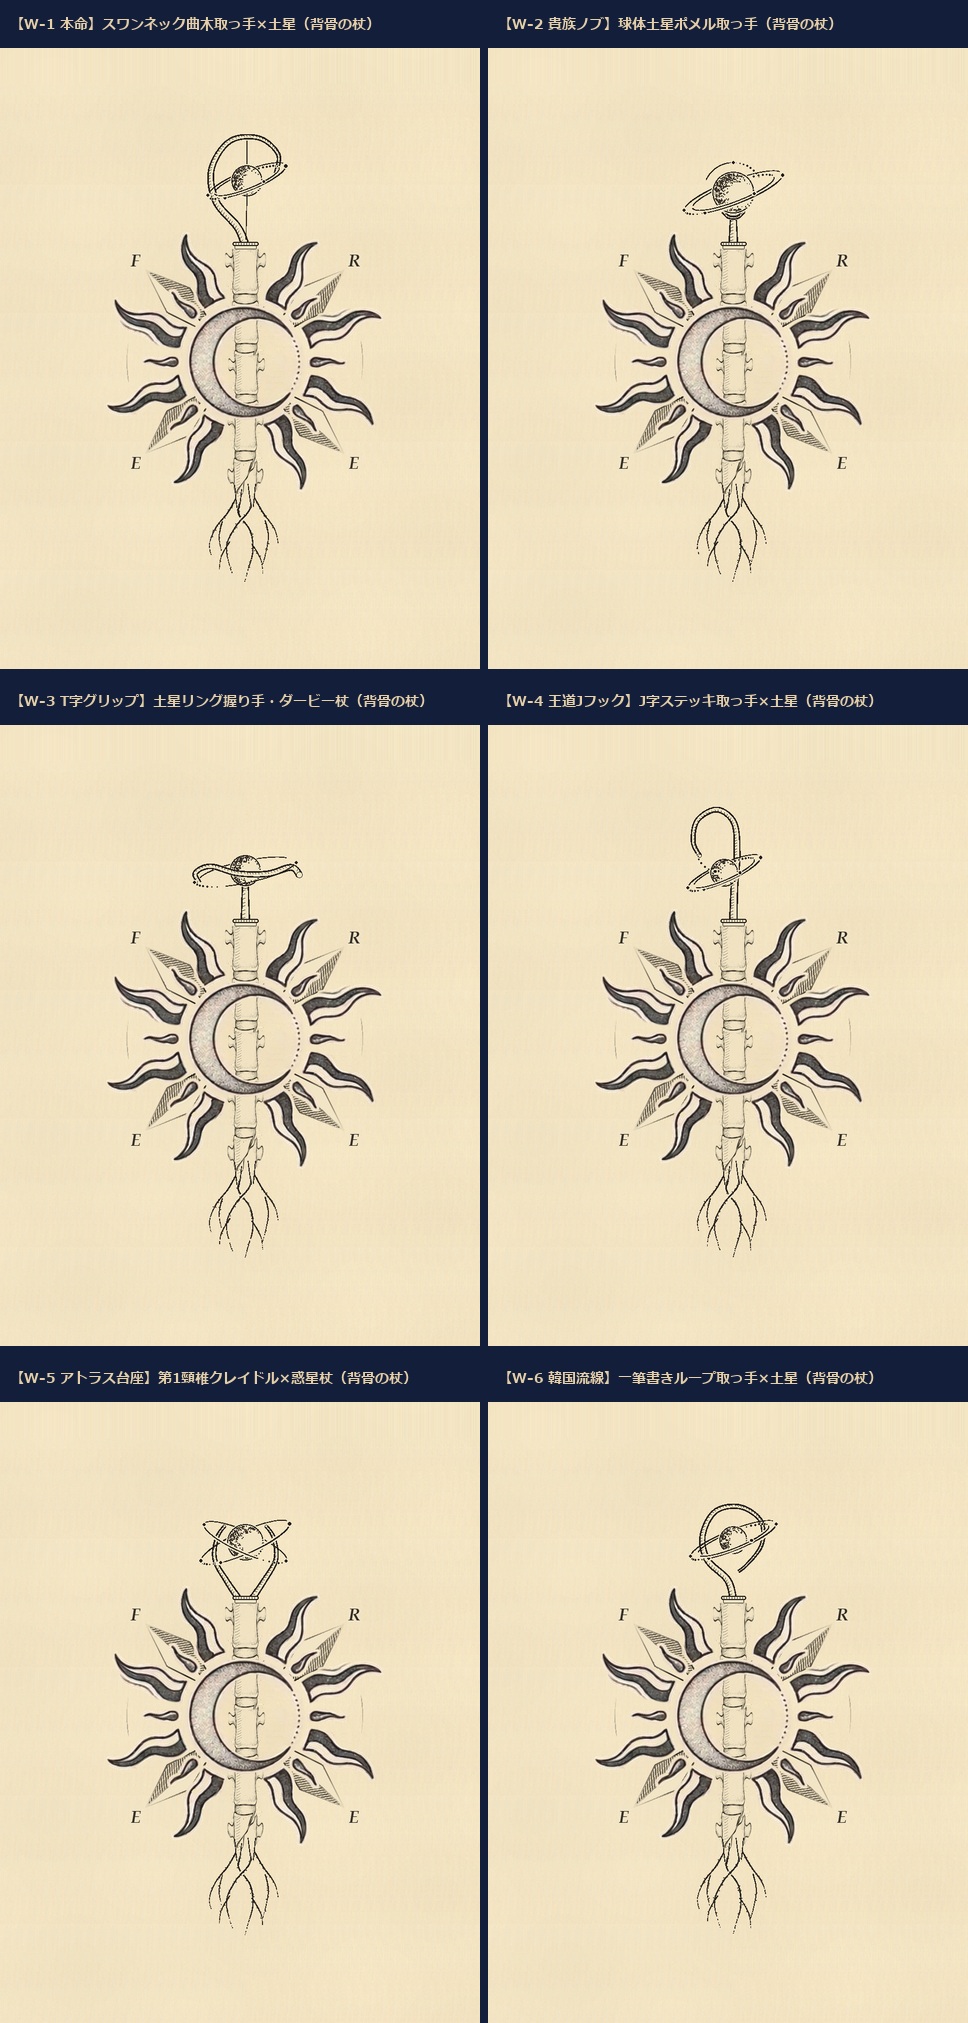 【W-1 本命】スワンネック曲木取っ手×土星（背骨の杖）
【W-2 貴族ノブ】球体土星ポメル取っ手（背骨の杖）
F R
E E
F R
E E
【W-3 T字グリップ】土星リング握り手・ダービー杖（背骨の杖）
【W-4 王道Jフック】J字ステッキ取っ手×土星（背骨の杖）
F R
E E
F R
E E
【W-5 アトラス台座】第1頸椎クレイドル×惑星杖（背骨の杖）
【W-6 韓国流線】一筆書きループ取っ手×土星（背骨の杖）
F R
E E
F R
E E